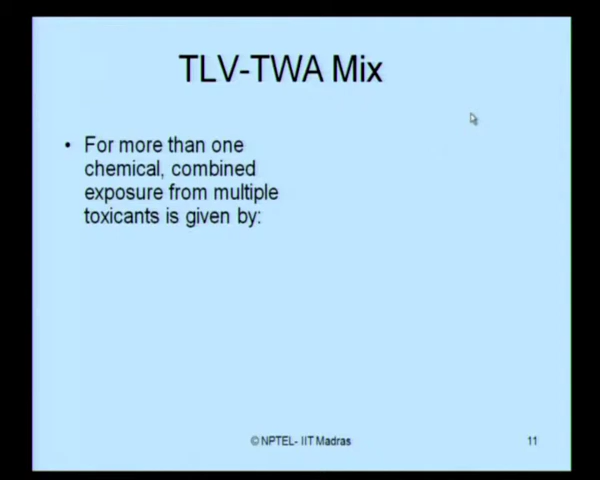 TLV-TWA Mix
• For more than one
chemical, combined
exposure from multiple
toxicants is given by:
© NPTEL- IIT Madras
11